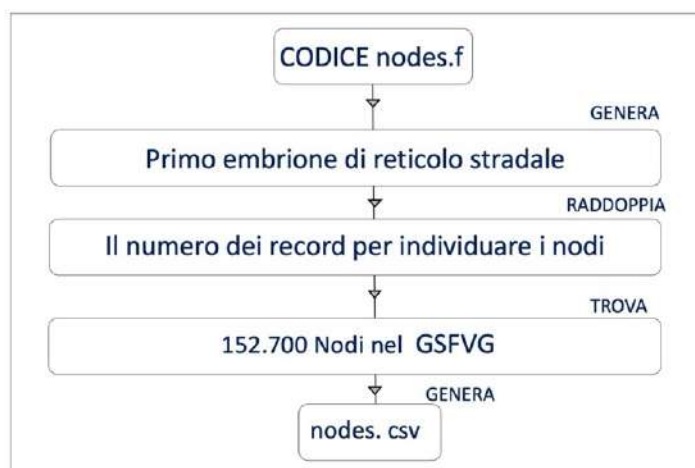 CODICE nodes.f
GENERA
Primo embrione di reticolo stradale
RADDOPPIA
Il numero dei record per individuare i nodi
TROVA
152.700 Nodi nel GSFVG
GENERA
nodes. csv